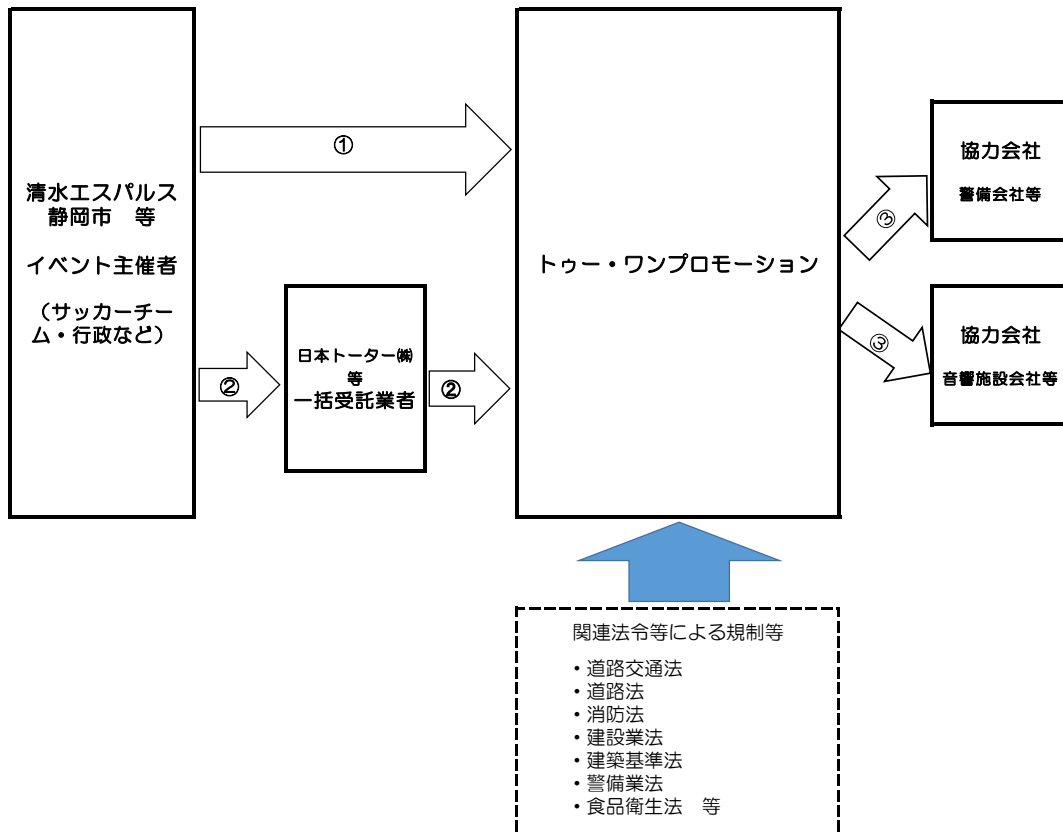 清水エスパルス
静岡市　等
イベント主催者
（サッカーチー
ム・行政など）
①
②
日本トーター㈱
等
一括受託業者
②
トゥー・ワンプロモーション
③
協力会社
警備会社等
③
協力会社
音響施設会社等
関連法令等による規制等
・道路交通法
・道路法
・消防法
・建設業法
・建築基準法
・警備業法
・食品衛生法　等